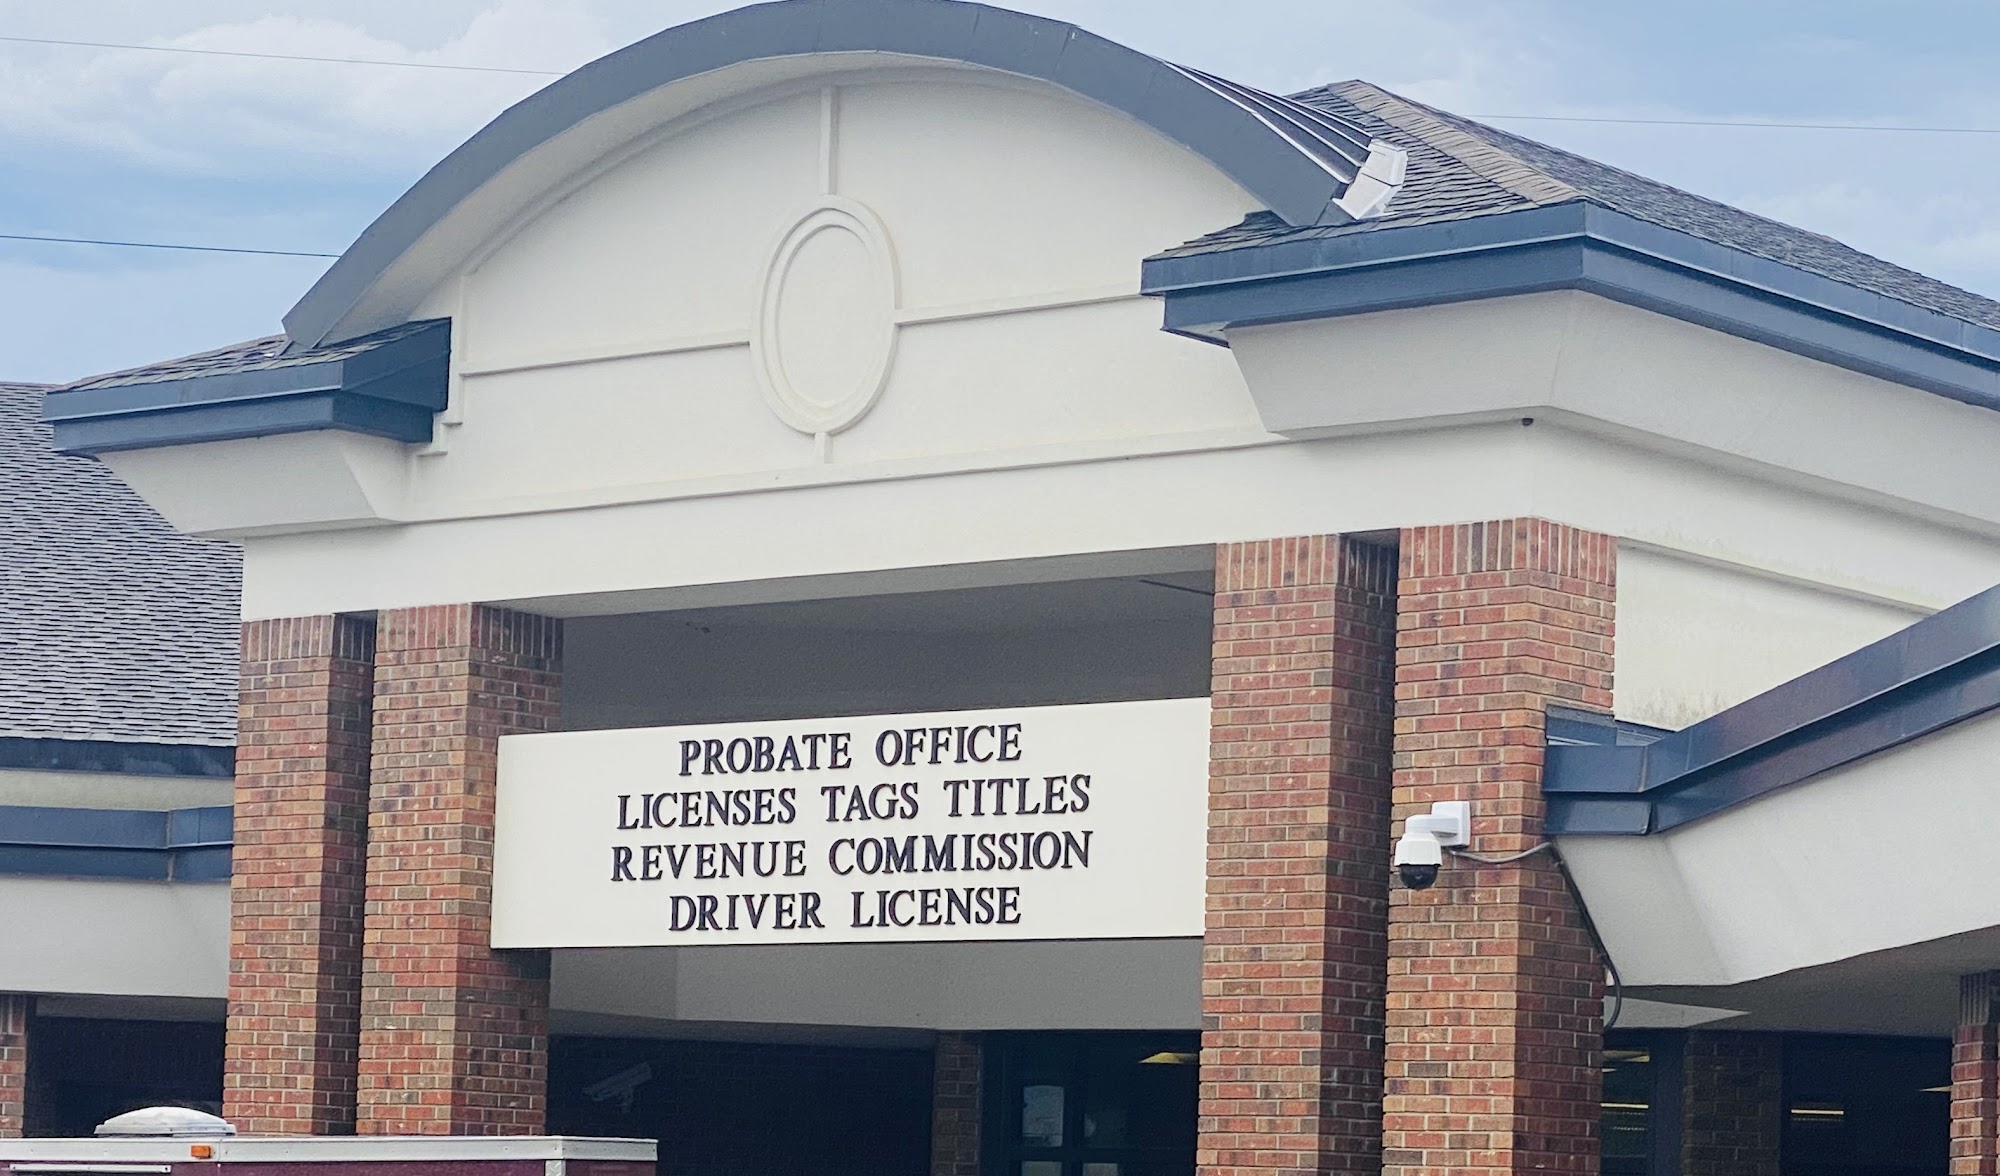 PROBATE OFFICE
LICENSES TAGS TITLES
REVENUE COMMISSION
DRIVER LICENSE